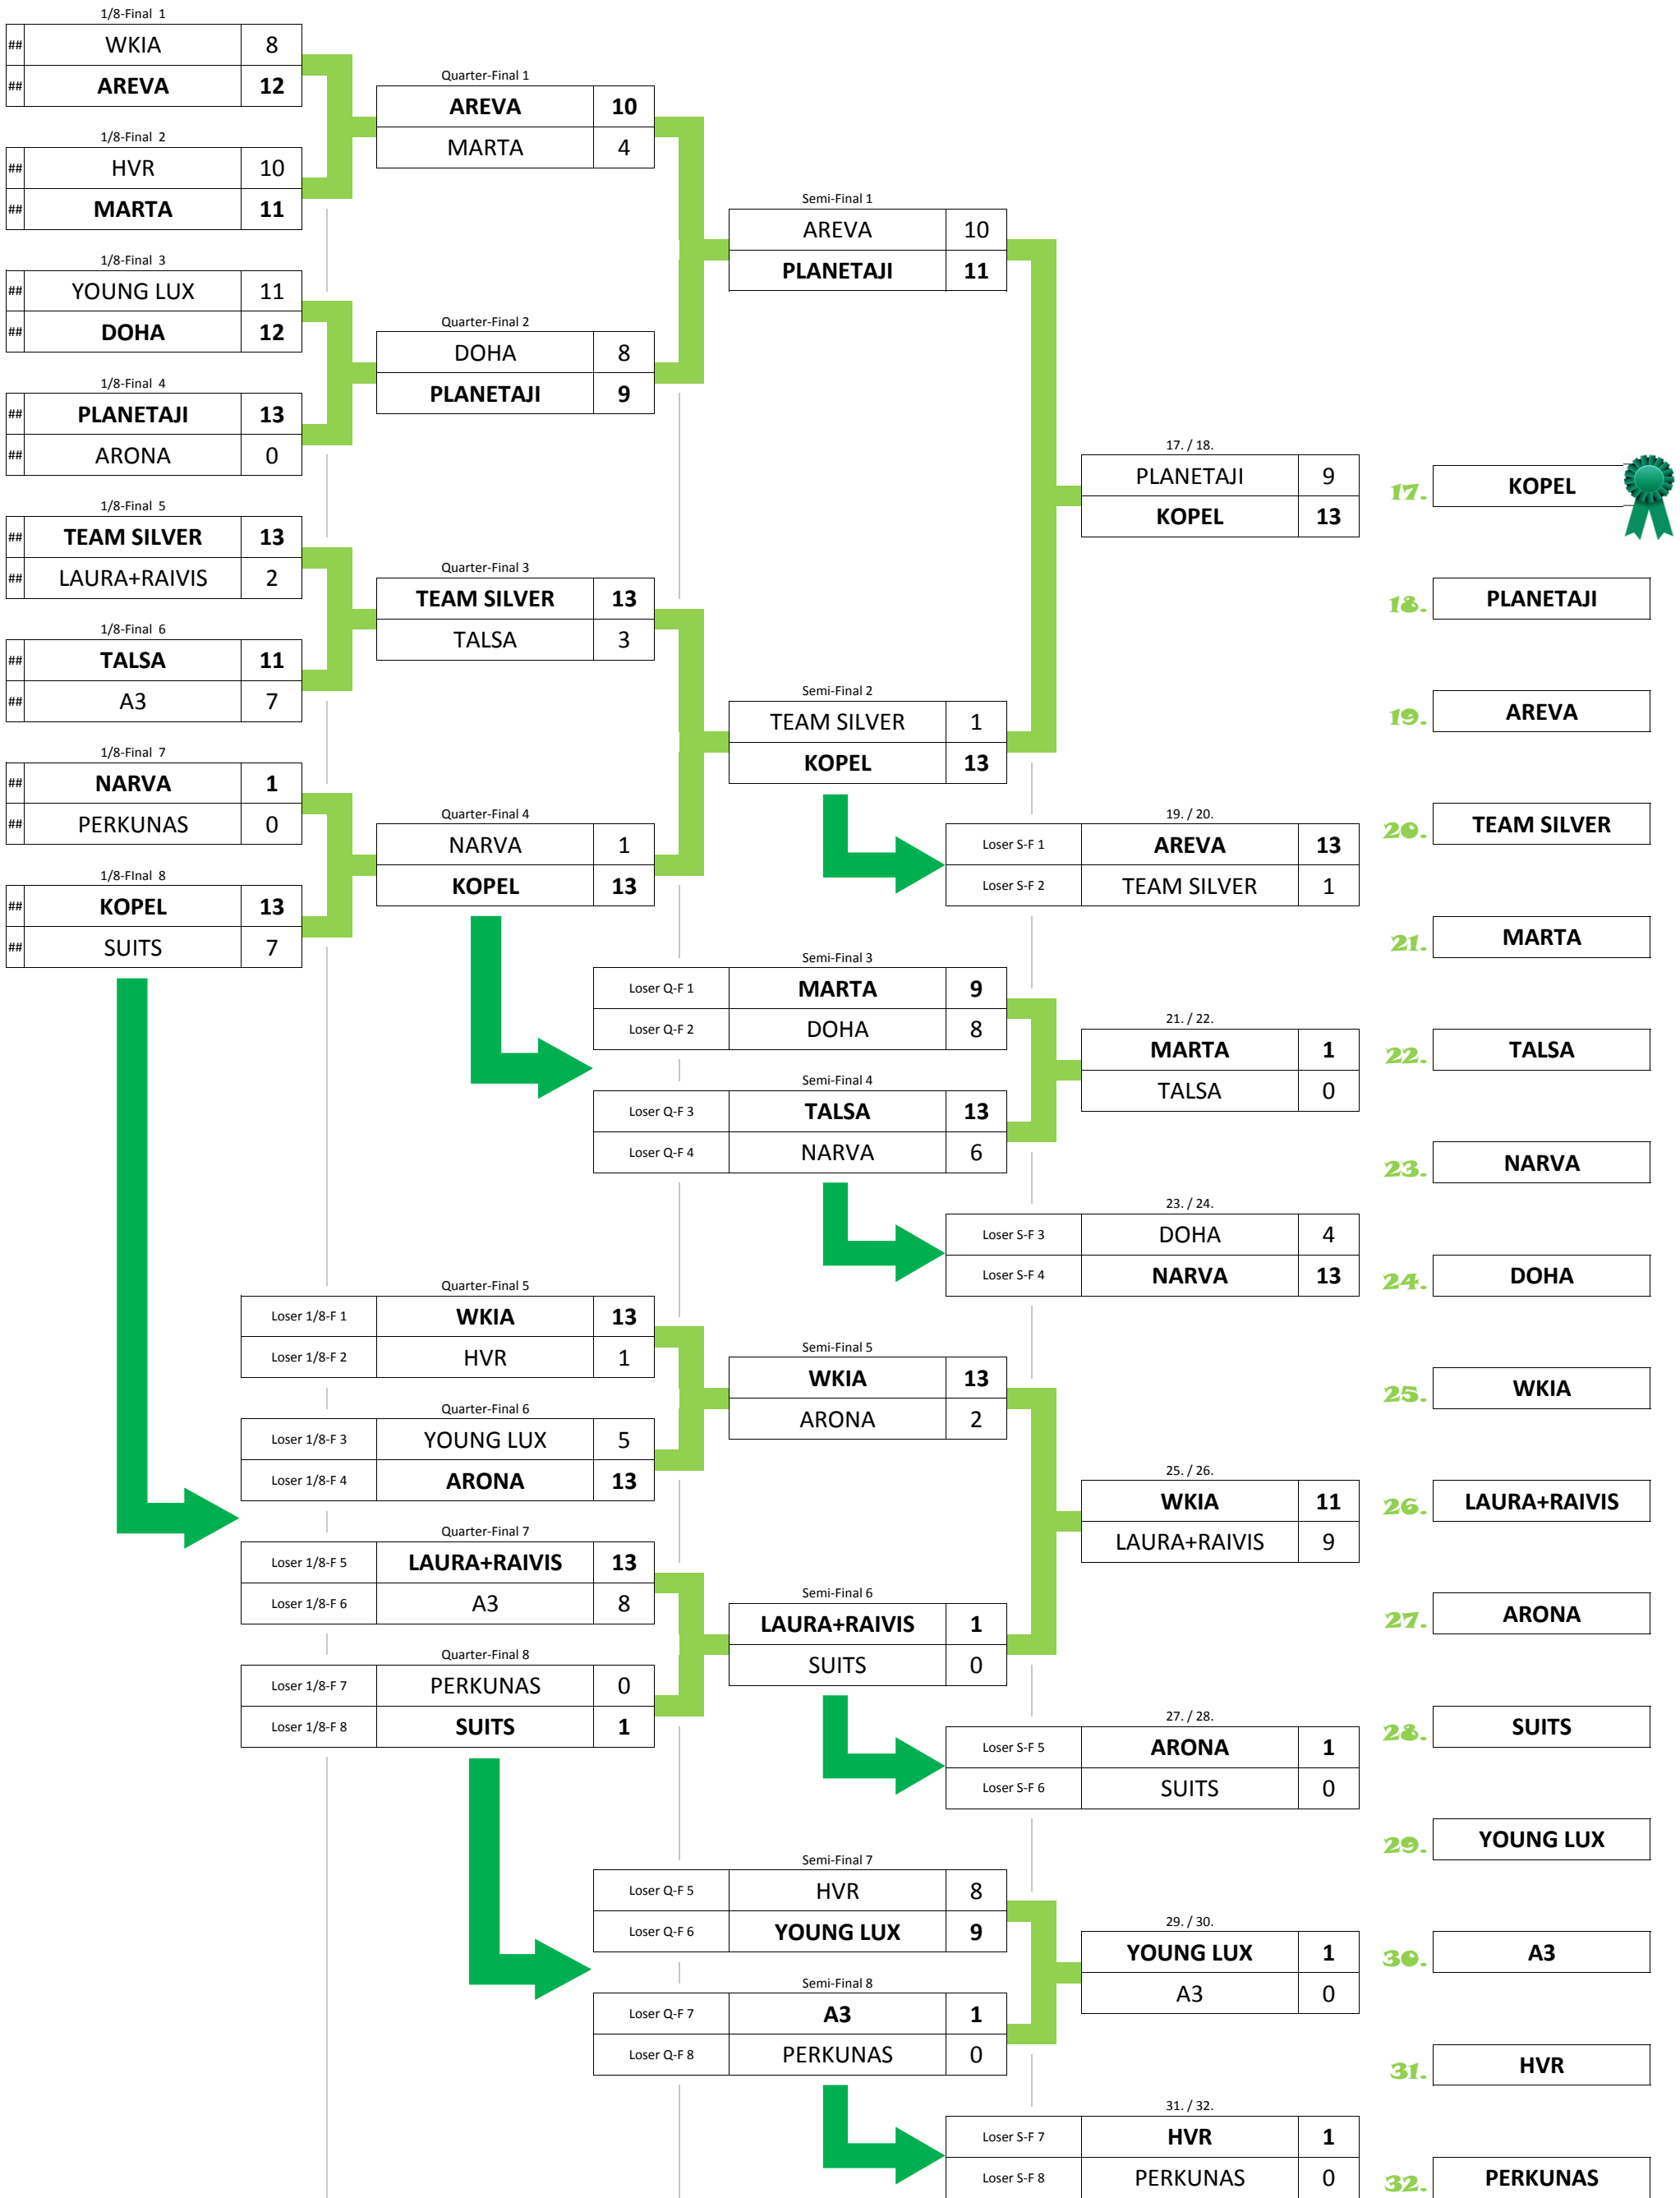 1/8-Final 1
## WKIA 8
## AREVA 12
1/8-Final 2
## HVR 10
## MARTA 11
1/8-Final 3
## YOUNG LUX 11
## DOHA 12
1/8-Final 4
## PLANETAJI 13
## ARONA 0
1/8-Final 5
## TEAM SILVER 13
## LAURA+RAIVIS 2
1/8-Final 6
## TALSA 11
## A3 7
1/8-Final 7
## NARVA 1
## PERKUNAS 0
1/8-FInal 8
## KOPEL 13
## SUITS 7
Quarter-Final 1
AREVA 10
MARTA 4
Quarter-Final 2
DOHA 8
PLANETAJI 9
Quarter-Final 3
TEAM SILVER 13
TALSA 3
Quarter-Final 4
NARVA 1
KOPEL 13
Semi-Final 1
AREVA 10
PLANETAJI 11
Semi-Final 2
TEAM SILVER 1
KOPEL 13
17. / 18.
PLANETAJI 9
KOPEL 13
19. / 20.
Loser S-F 1 AREVA 13
Loser S-F 2 TEAM SILVER 1
Semi-Final 3
Loser Q-F 1 MARTA 9
Loser Q-F 2 DOHA 8
Semi-Final 4
Loser Q-F 3 TALSA 13
Loser Q-F 4 NARVA 6
21. / 22.
MARTA 1
TALSA 0
23. / 24.
Loser S-F 3 DOHA 4
Loser S-F 4 NARVA 13
Quarter-Final 5
Loser 1/8-F 1 WKIA 13
Loser 1/8-F 2 HVR 1
Quarter-Final 6
Loser 1/8-F 3 YOUNG LUX 5
Loser 1/8-F 4 ARONA 13
Quarter-Final 7
Loser 1/8-F 5 LAURA+RAIVIS 13
Loser 1/8-F 6 A3 8
Quarter-Final 8
Loser 1/8-F 7 PERKUNAS 0
Loser 1/8-F 8 SUITS 1
Semi-Final 5
WKIA 13
ARONA 2
Semi-Final 6
LAURA+RAIVIS 1
SUITS 0
25. / 26.
WKIA 11
LAURA+RAIVIS 9
27. / 28.
Loser S-F 5 ARONA 1
Loser S-F 6 SUITS 0
Semi-Final 7
Loser Q-F 5 HVR 8
Loser Q-F 6 YOUNG LUX 9
Semi-Final 8
Loser Q-F 7 A3 1
Loser Q-F 8 PERKUNAS 0
29. / 30.
YOUNG LUX 1
A3 0
31. / 32.
Loser S-F 7 HVR 1
Loser S-F 8 PERKUNAS 0
17. KOPEL
18. PLANETAJI
19. AREVA
20. TEAM SILVER
21. MARTA
22. TALSA
23. NARVA
24. DOHA
25. WKIA
26. LAURA+RAIVIS
27. ARONA
28. SUITS
29. YOUNG LUX
30. A3
31. HVR
32. PERKUNAS